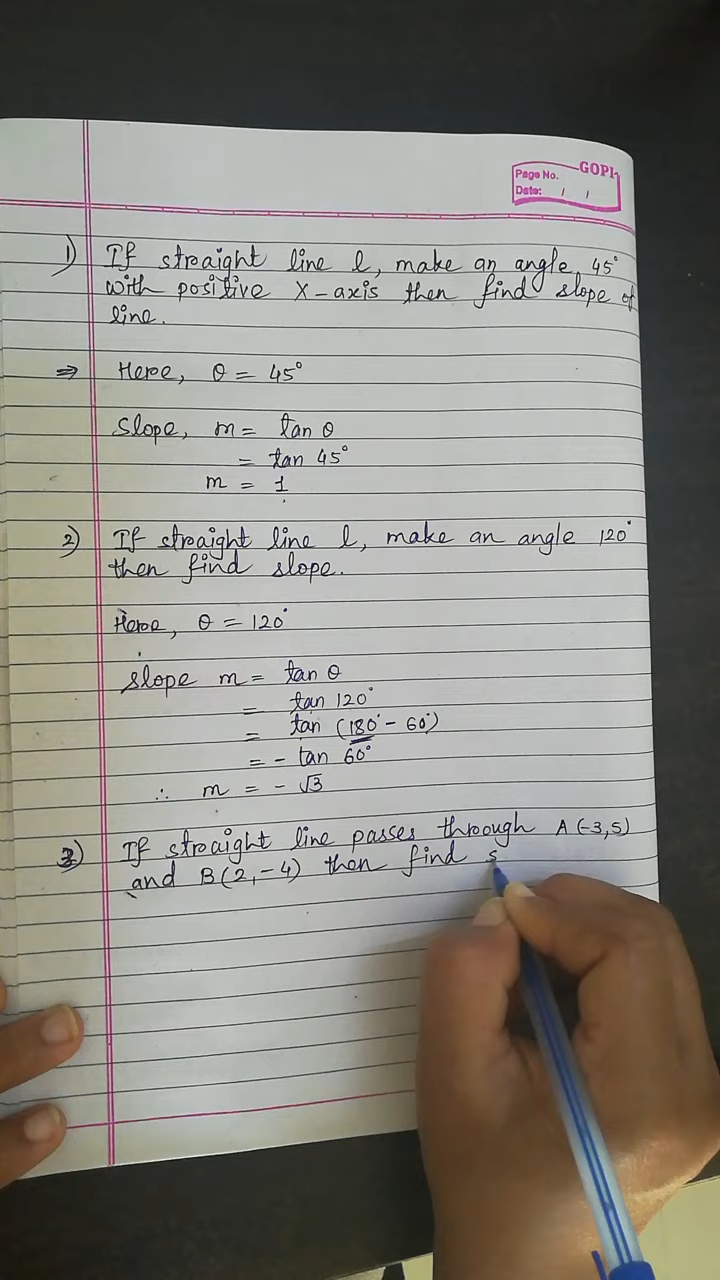 GOPI
Page No.
Date: / /
1) If straight line l, make an angle 45°
with positive X-axis then find slope of
line.
⇒ Here, θ = 45°
Slope, m = tan θ
= tan 45°
m = 1
2) If straight line l, make an angle 120°
then find slope.
Here, θ = 120°
slope m = tan θ
= tan 120°
= tan (180° - 60°)
= - tan 60°
∴ m = - √3
3) If straight line passes through A (-3,5)
and B (2,-4) then find s